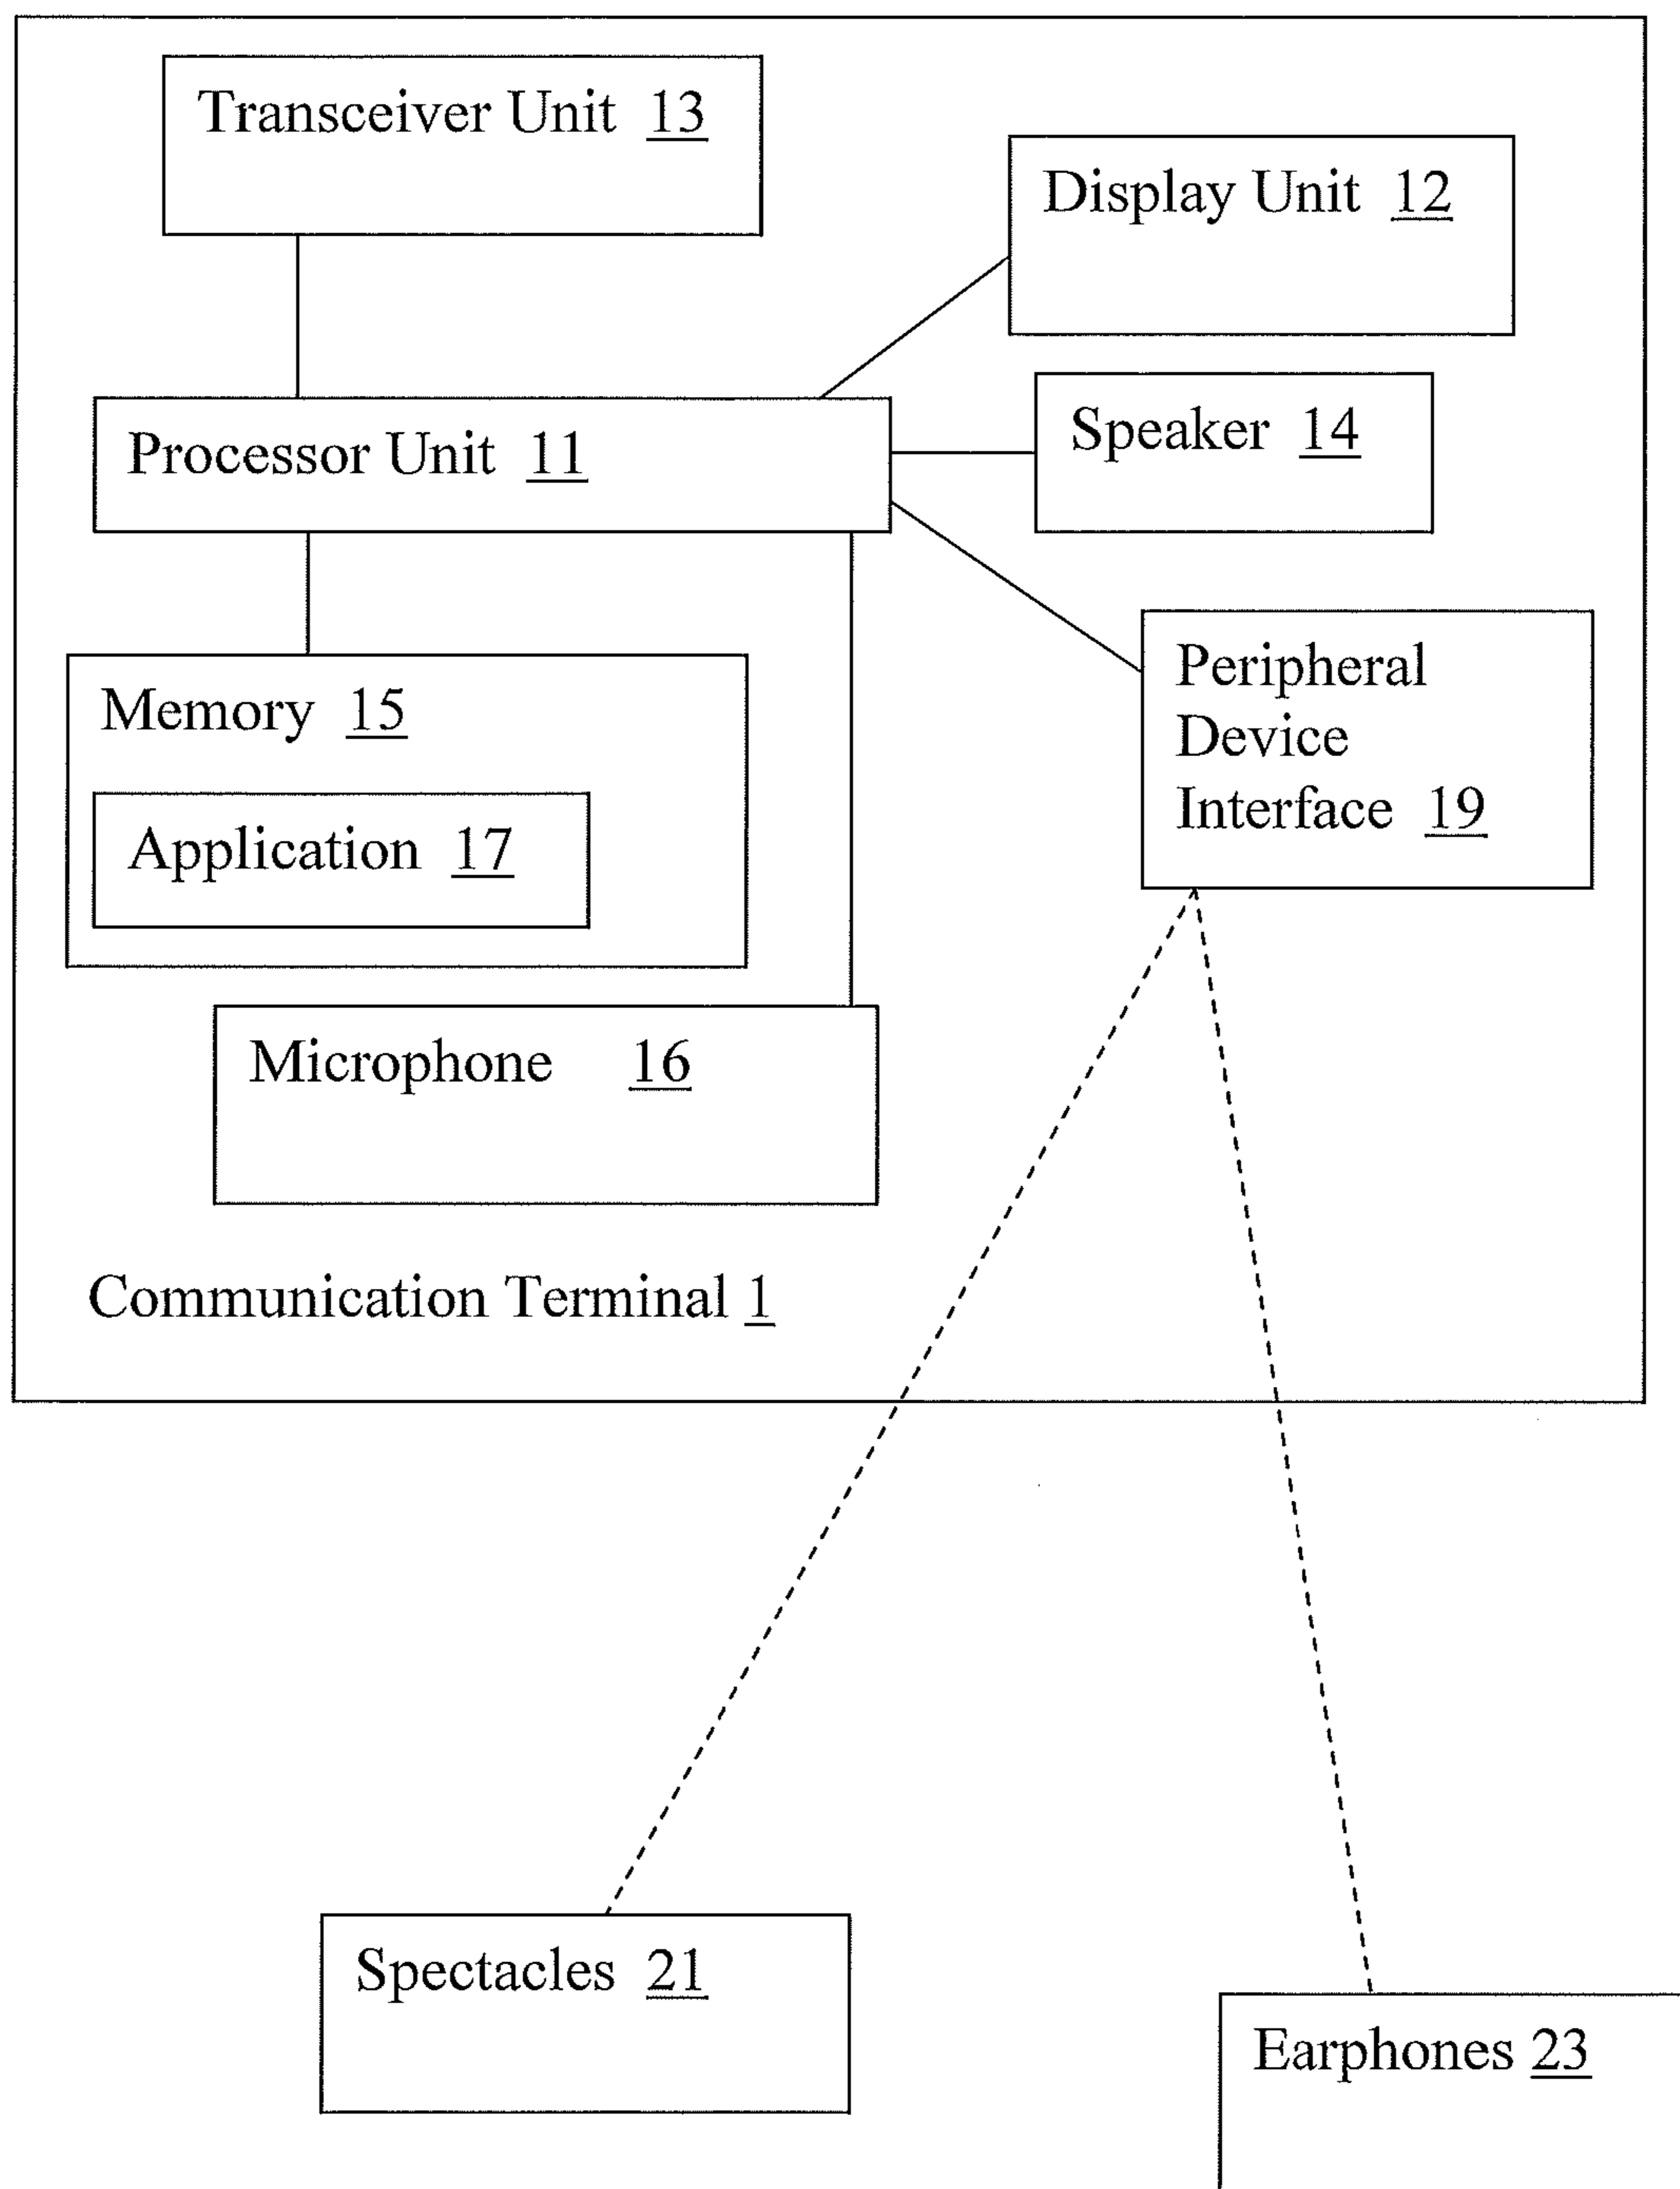 Transceiver Unit 13
Display Unit 12
Processor Unit 11
Speaker 14
Memory 15
Application 17
Peripheral
Device
Interface 19
Microphone 16
Communication Terminal 1
Spectacles 21
Earphones 23